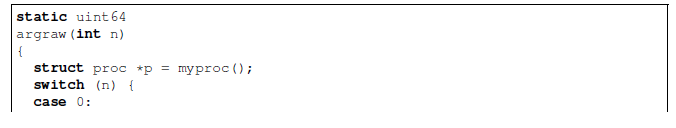 static uint64
argraw(int n)
{
  struct proc *p = myproc();
  switch (n) {
  case 0: